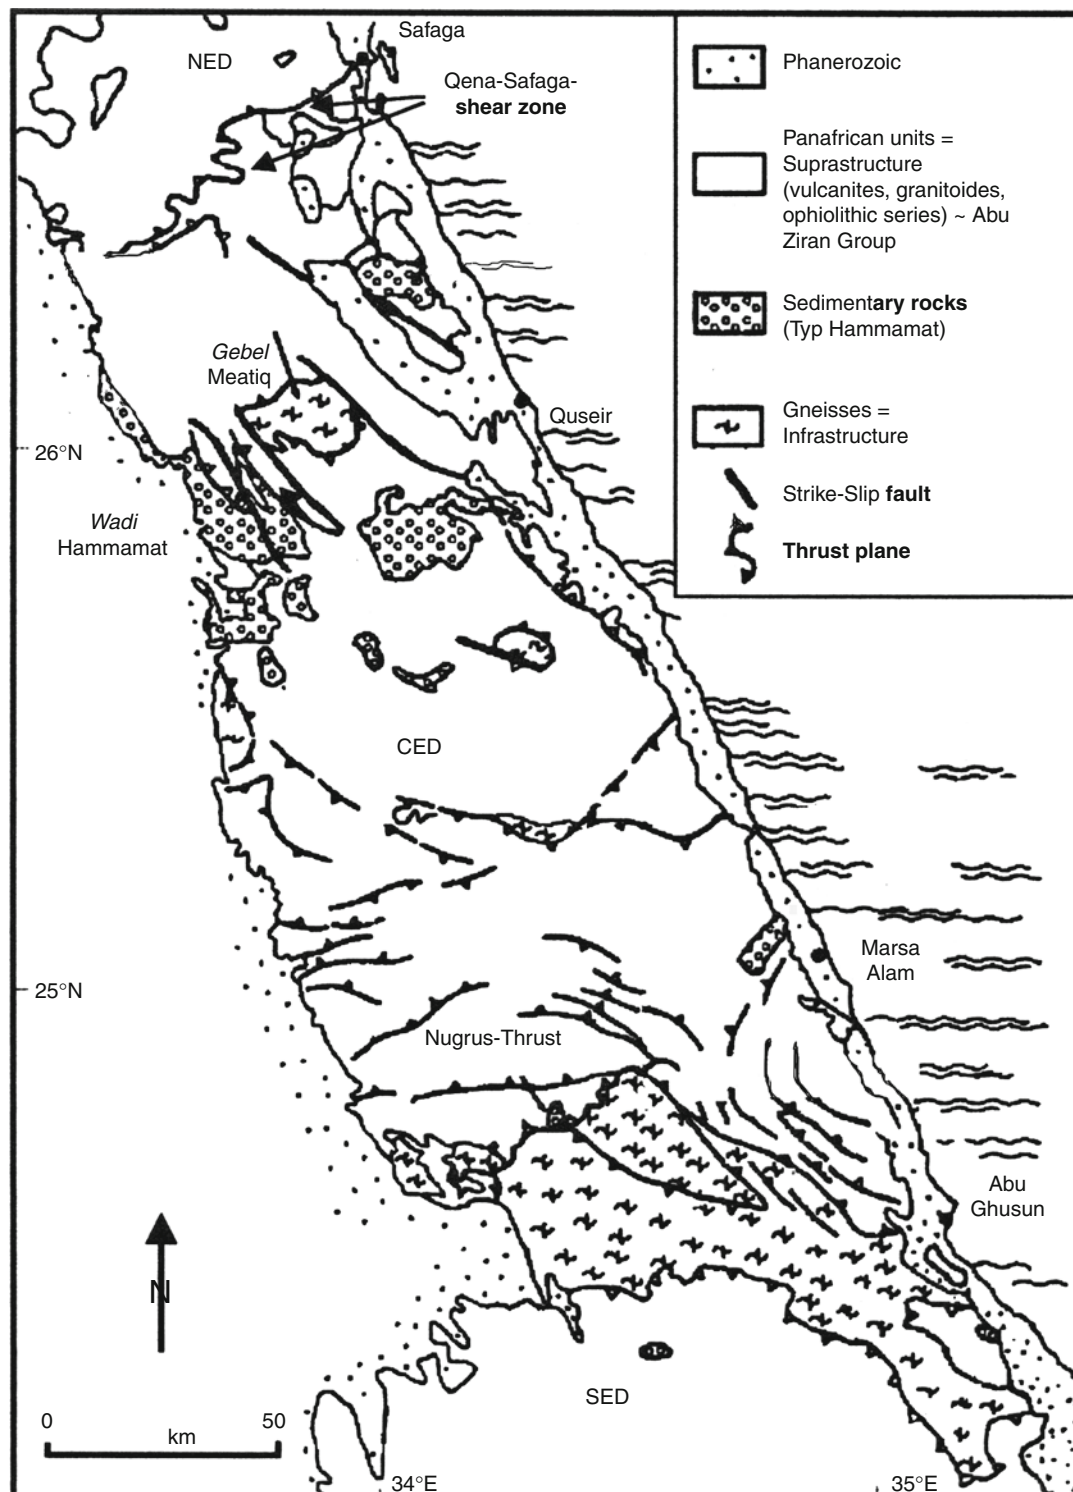 Safaga
NED
Qena-Safaga-
shear zone
Gebel
Meatiq
Quseir
26°N
Wadi
Hammamat
CED
Marsa
Alam
25°N
Nugrus-Thrust
Abu
Ghusun
N
SED
0 50
km
34°E
35°E
Phanerozoic
Panafrican units =
Suprastructure
(vulcanites, granitoides,
ophiolithic series) ~ Abu
Ziran Group
Sedimentary rocks
(Typ Hammamat)
Gneisses =
Infrastructure
Strike-Slip fault
Thrust plane